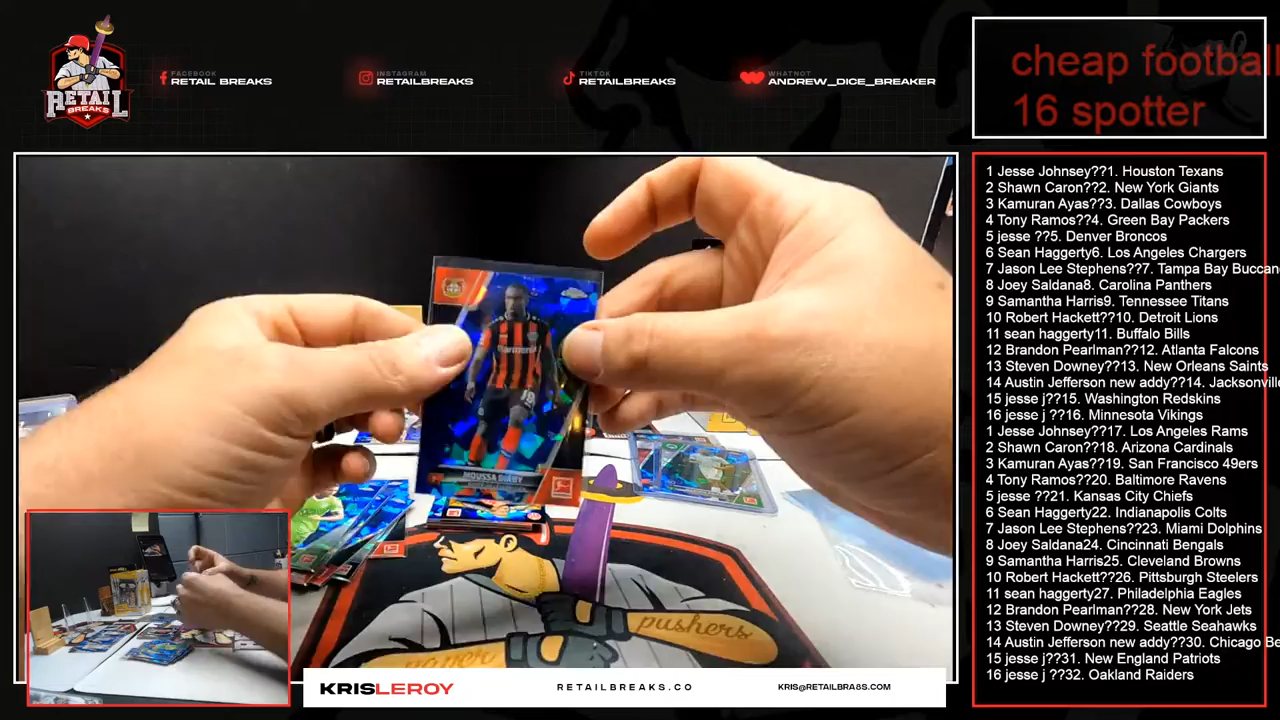 RETAIL
BREAKS
FACEBOOK
RETAIL BREAKS
INSTAGRAM
RETAILBREAKS
TIKTOK
RETAILBREAKS
WHATNOT
ANDREW_DICE_BREAKER
cheap football
16 spotter
1 Jesse Johnsey??1. Houston Texans
2 Shawn Caron??2. New York Giants
3 Kamuran Ayas??3. Dallas Cowboys
4 Tony Ramos??4. Green Bay Packers
5 jesse ??5. Denver Broncos
6 Sean Haggerty6. Los Angeles Chargers
7 Jason Lee Stephens??7. Tampa Bay Buccan
8 Joey Saldana8. Carolina Panthers
9 Samantha Harris9. Tennessee Titans
10 Robert Hackett??10. Detroit Lions
11 sean haggerty11. Buffalo Bills
12 Brandon Pearlman??12. Atlanta Falcons
13 Steven Downey??13. New Orleans Saints
14 Austin Jefferson new addy??14. Jacksonville
15 jesse j??15. Washington Redskins
16 jesse j ??16. Minnesota Vikings
1 Jesse Johnsey??17. Los Angeles Rams
2 Shawn Caron??18. Arizona Cardinals
3 Kamuran Ayas??19. San Francisco 49ers
4 Tony Ramos??20. Baltimore Ravens
5 jesse ??21. Kansas City Chiefs
6 Sean Haggerty22. Indianapolis Colts
7 Jason Lee Stephens??23. Miami Dolphins
8 Joey Saldana24. Cincinnati Bengals
9 Samantha Harris25. Cleveland Browns
10 Robert Hackett??26. Pittsburgh Steelers
11 sean haggerty27. Philadelphia Eagles
12 Brandon Pearlman??28. New York Jets
13 Steven Downey??29. Seattle Seahawks
14 Austin Jefferson new addy??30. Chicago Be
15 jesse j??31. New England Patriots
16 jesse j ??32. Oakland Raiders
Barmenia
19
MOUSSA DIABY
pushers
KRISLEROY
RETAILBREAKS.CO
KRIS@RETAILBRA8S.COM